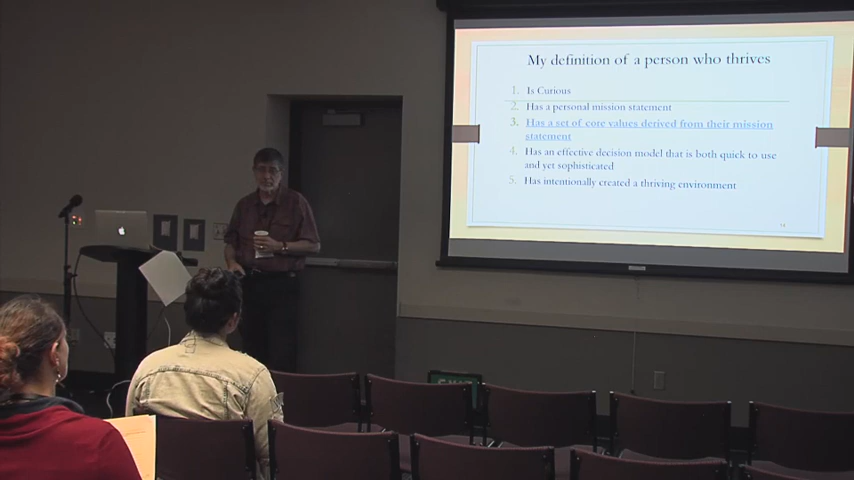 My definition of a person who thrives
1. Is Curious
2. Has a personal mission statement
3. Has a set of core values derived from their mission
statement
4. Has an effective decision model that is both quick to use
and yet sophisticated
5. Has intentionally created a thriving environment